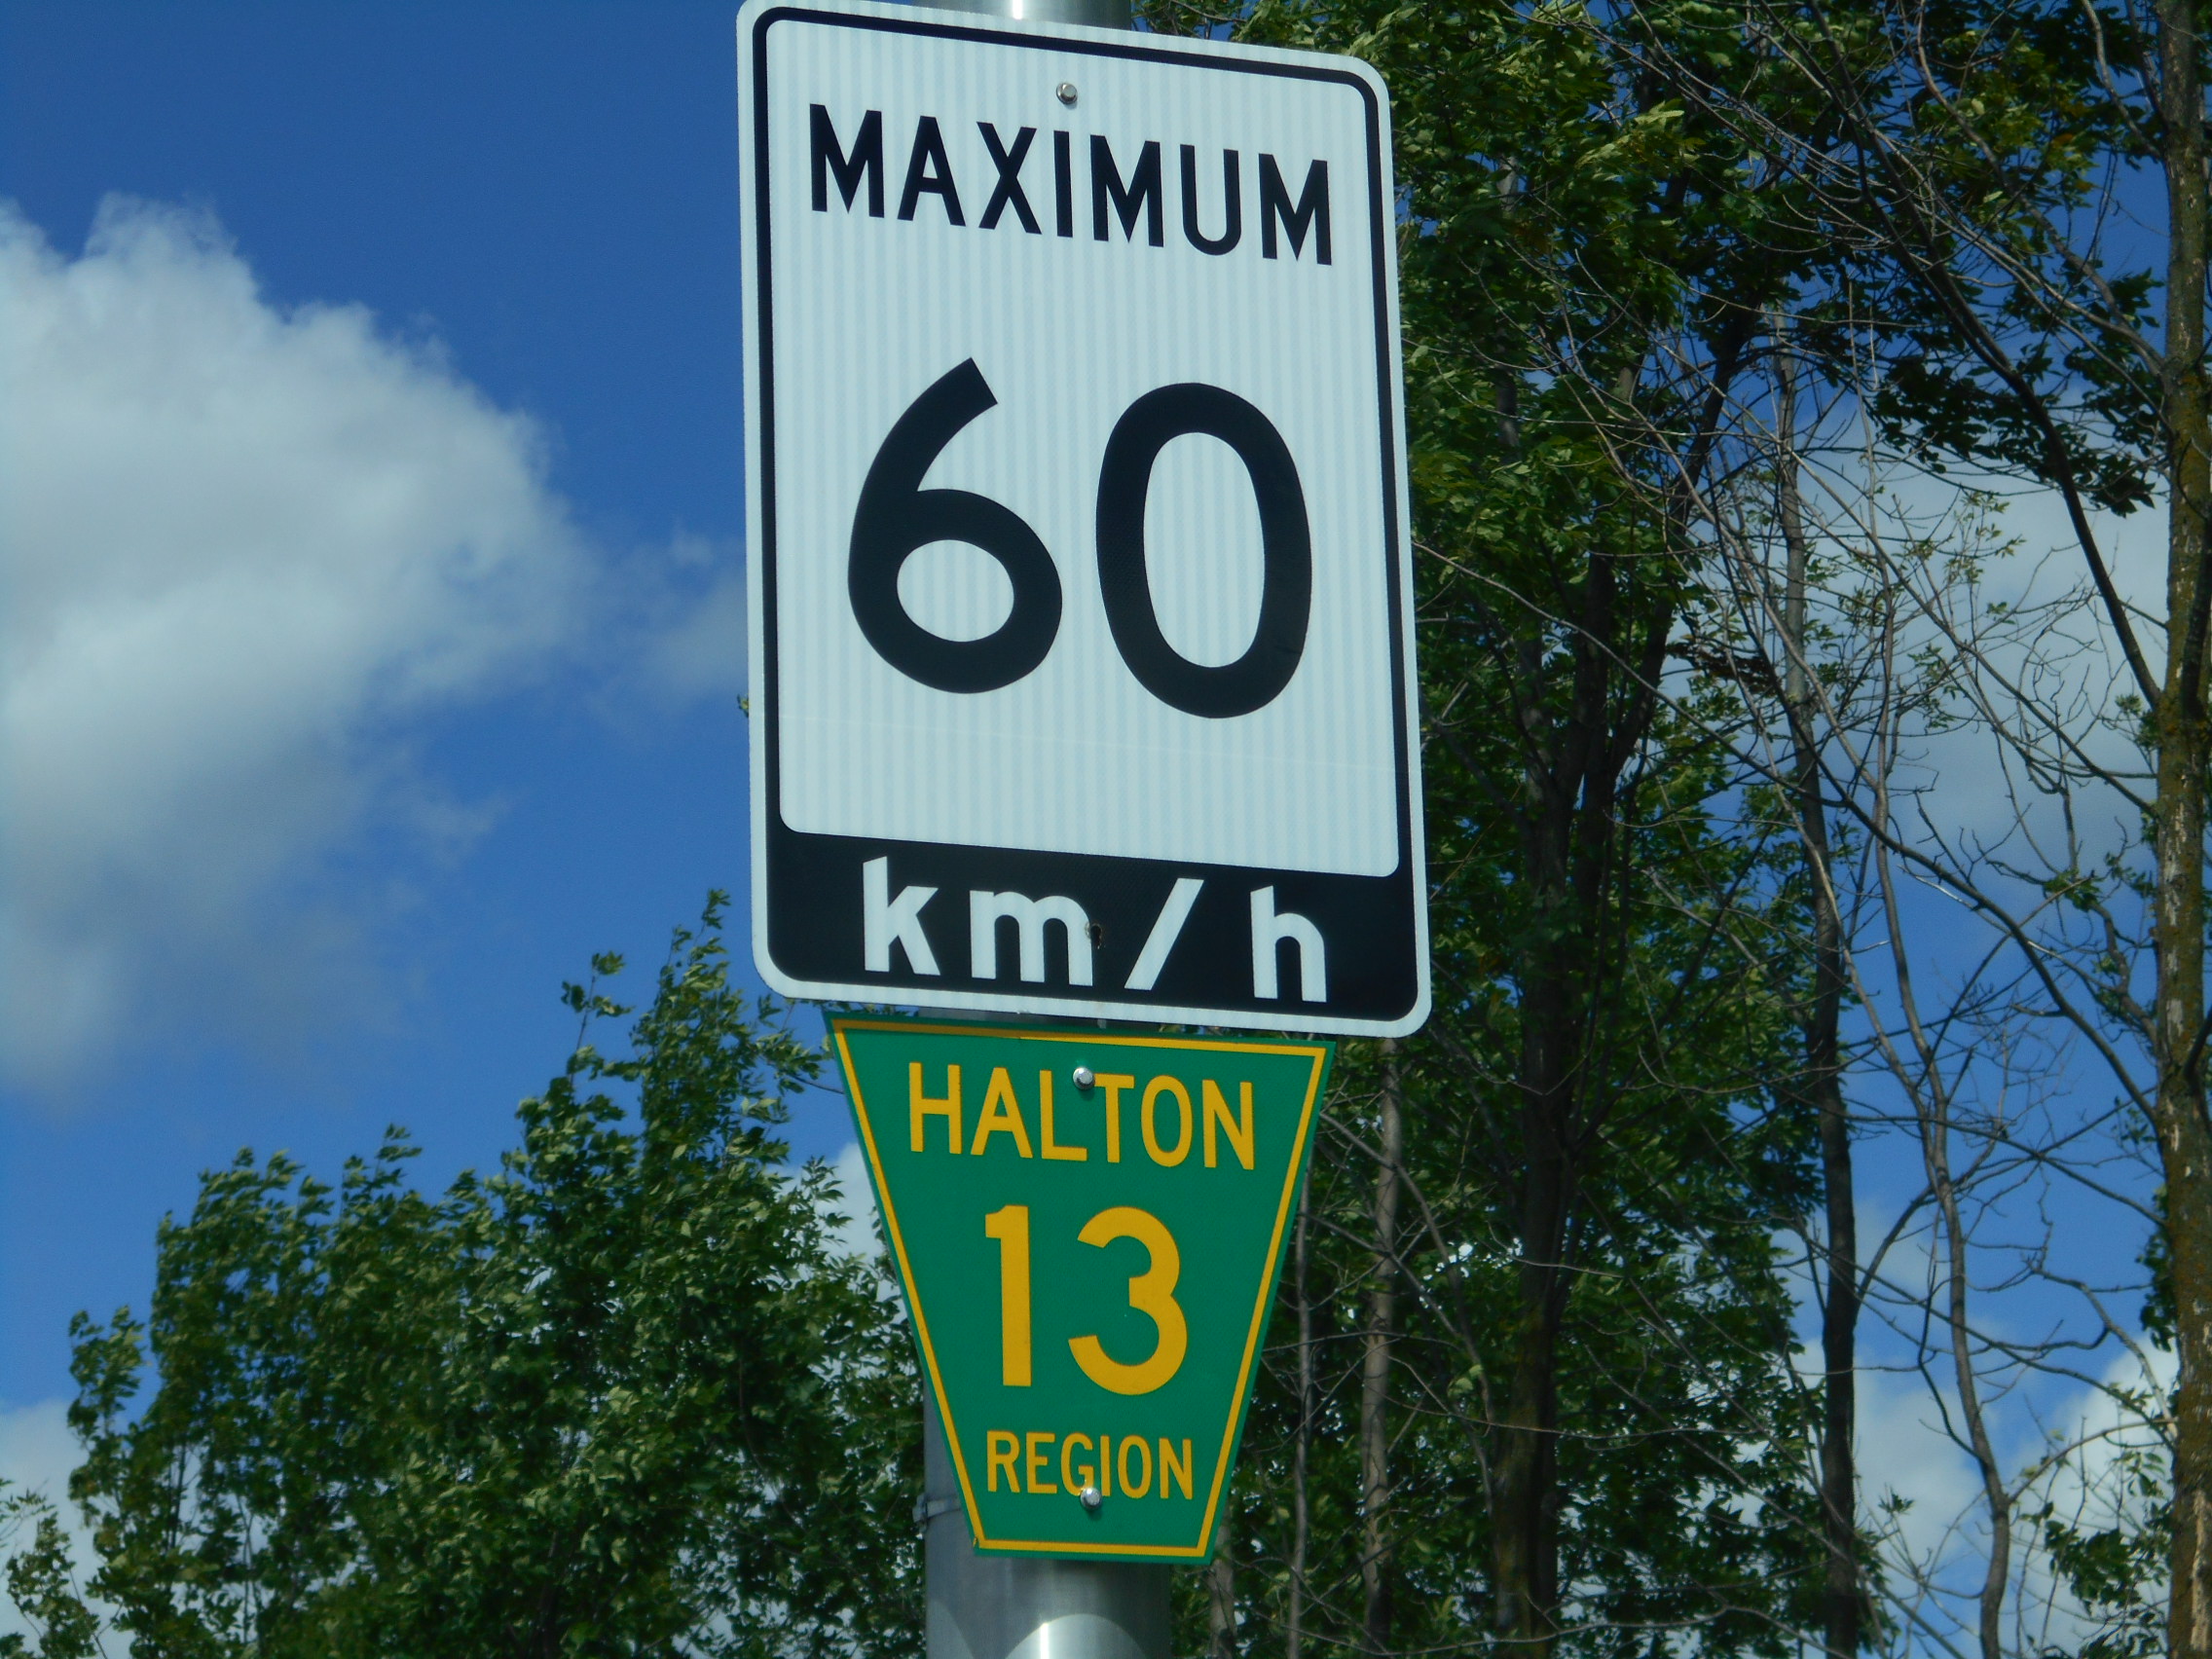 MAXIMUM
60
km/h
HALTON
13
REGION